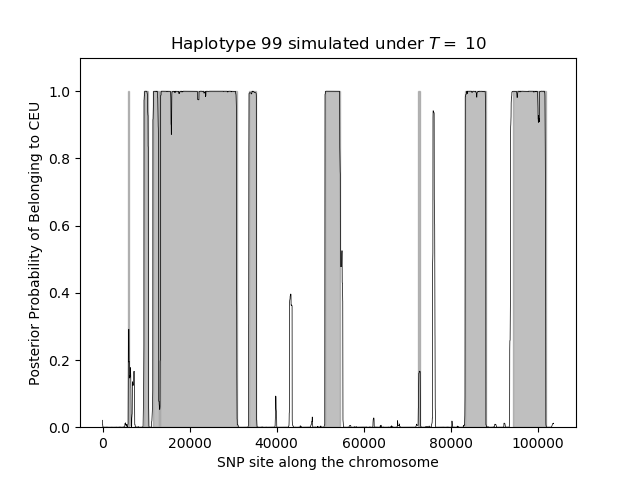 Haplotype 99 simulated under T = 10
Posterior Probability of Belonging to CEU
1.0
0.8
0.6
0.4
0.2
0.0
0 20000 40000 60000 80000 100000
SNP site along the chromosome